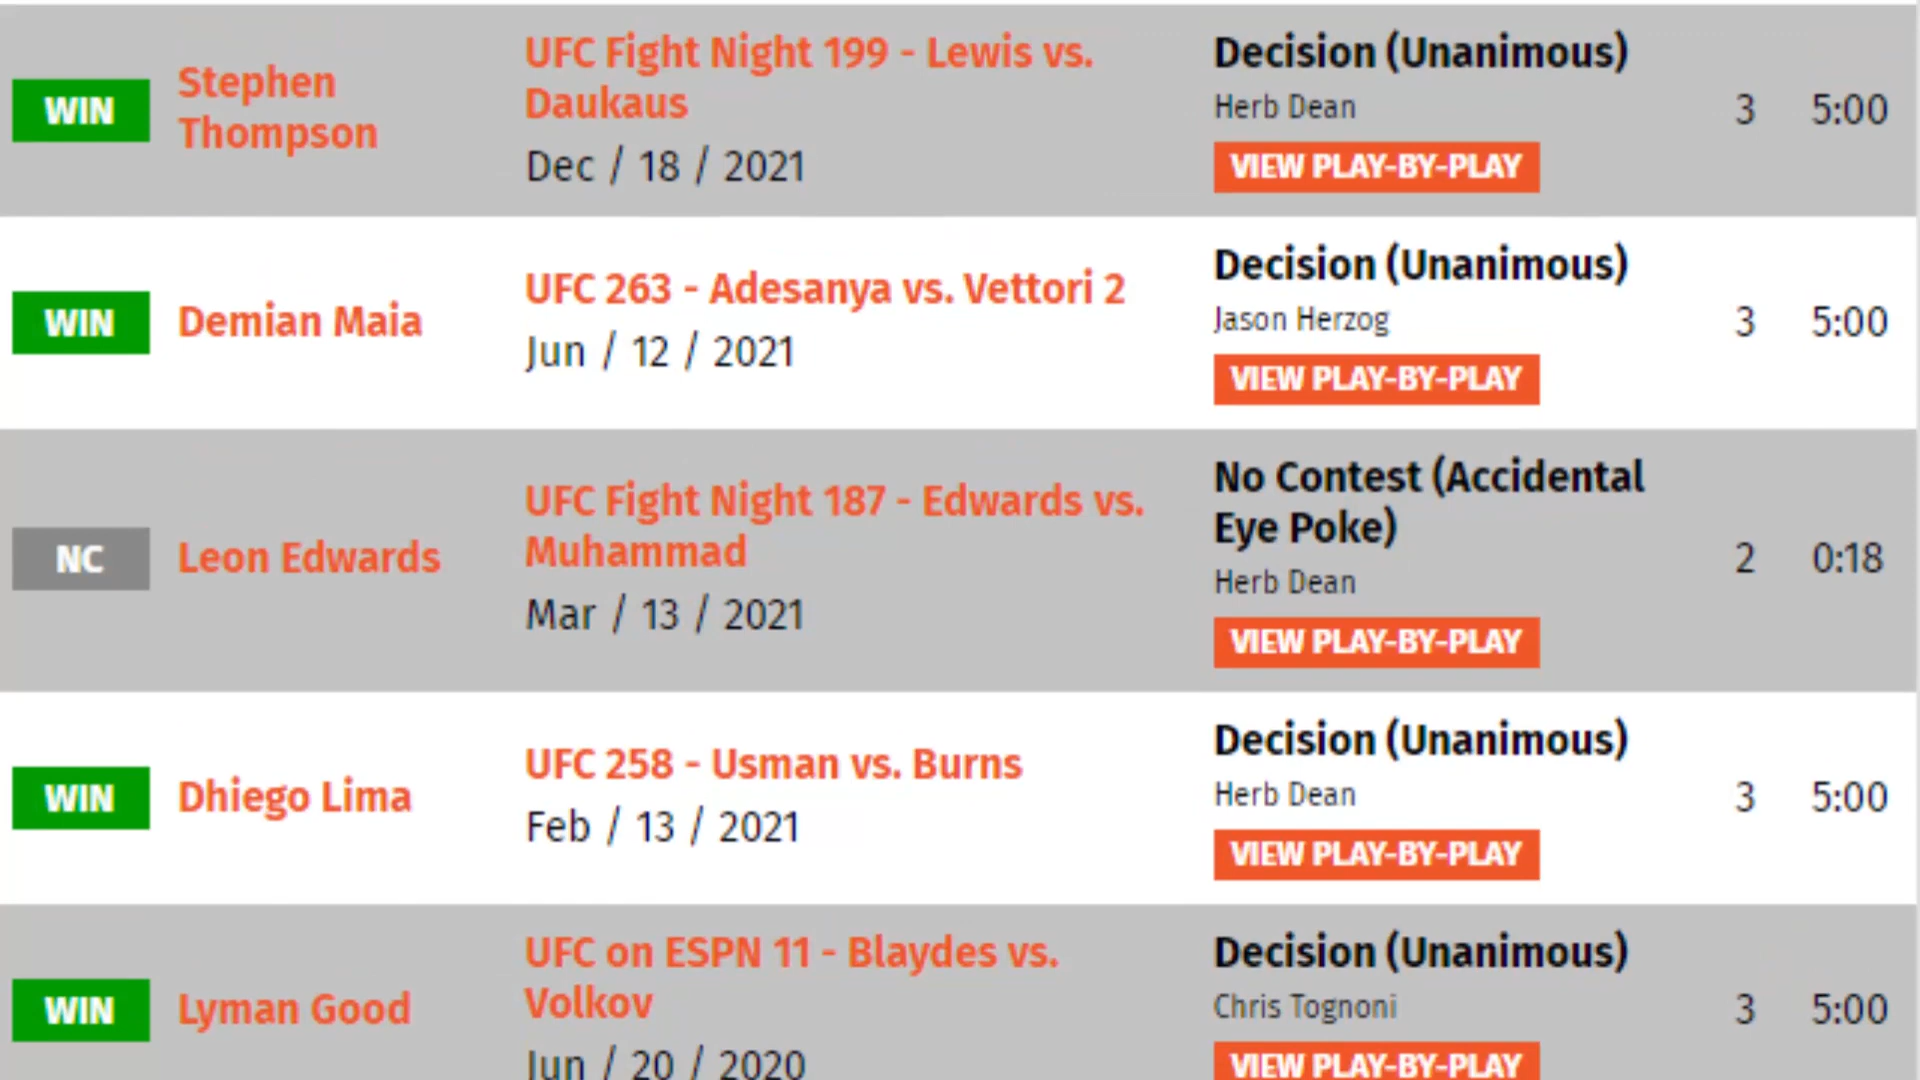 WIN
Stephen
Thompson
UFC Fight Night 199 - Lewis vs.
Daukaus
Dec / 18 / 2021
Decision (Unanimous)
Herb Dean
VIEW PLAY-BY-PLAY
3
5:00
WIN
Demian Maia
UFC 263 - Adesanya vs. Vettori 2
Jun / 12 / 2021
Decision (Unanimous)
Jason Herzog
VIEW PLAY-BY-PLAY
3
5:00
NC
Leon Edwards
UFC Fight Night 187 - Edwards vs.
Muhammad
Mar / 13 / 2021
No Contest (Accidental
Eye Poke)
Herb Dean
VIEW PLAY-BY-PLAY
2
0:18
WIN
Dhiego Lima
UFC 258 - Usman vs. Burns
Feb / 13 / 2021
Decision (Unanimous)
Herb Dean
VIEW PLAY-BY-PLAY
3
5:00
WIN
Lyman Good
UFC on ESPN 11 - Blaydes vs.
Volkov
Jun / 20 / 2020
Decision (Unanimous)
Chris Tognoni
VIEW PLAY-BY-PLAY
3
5:00